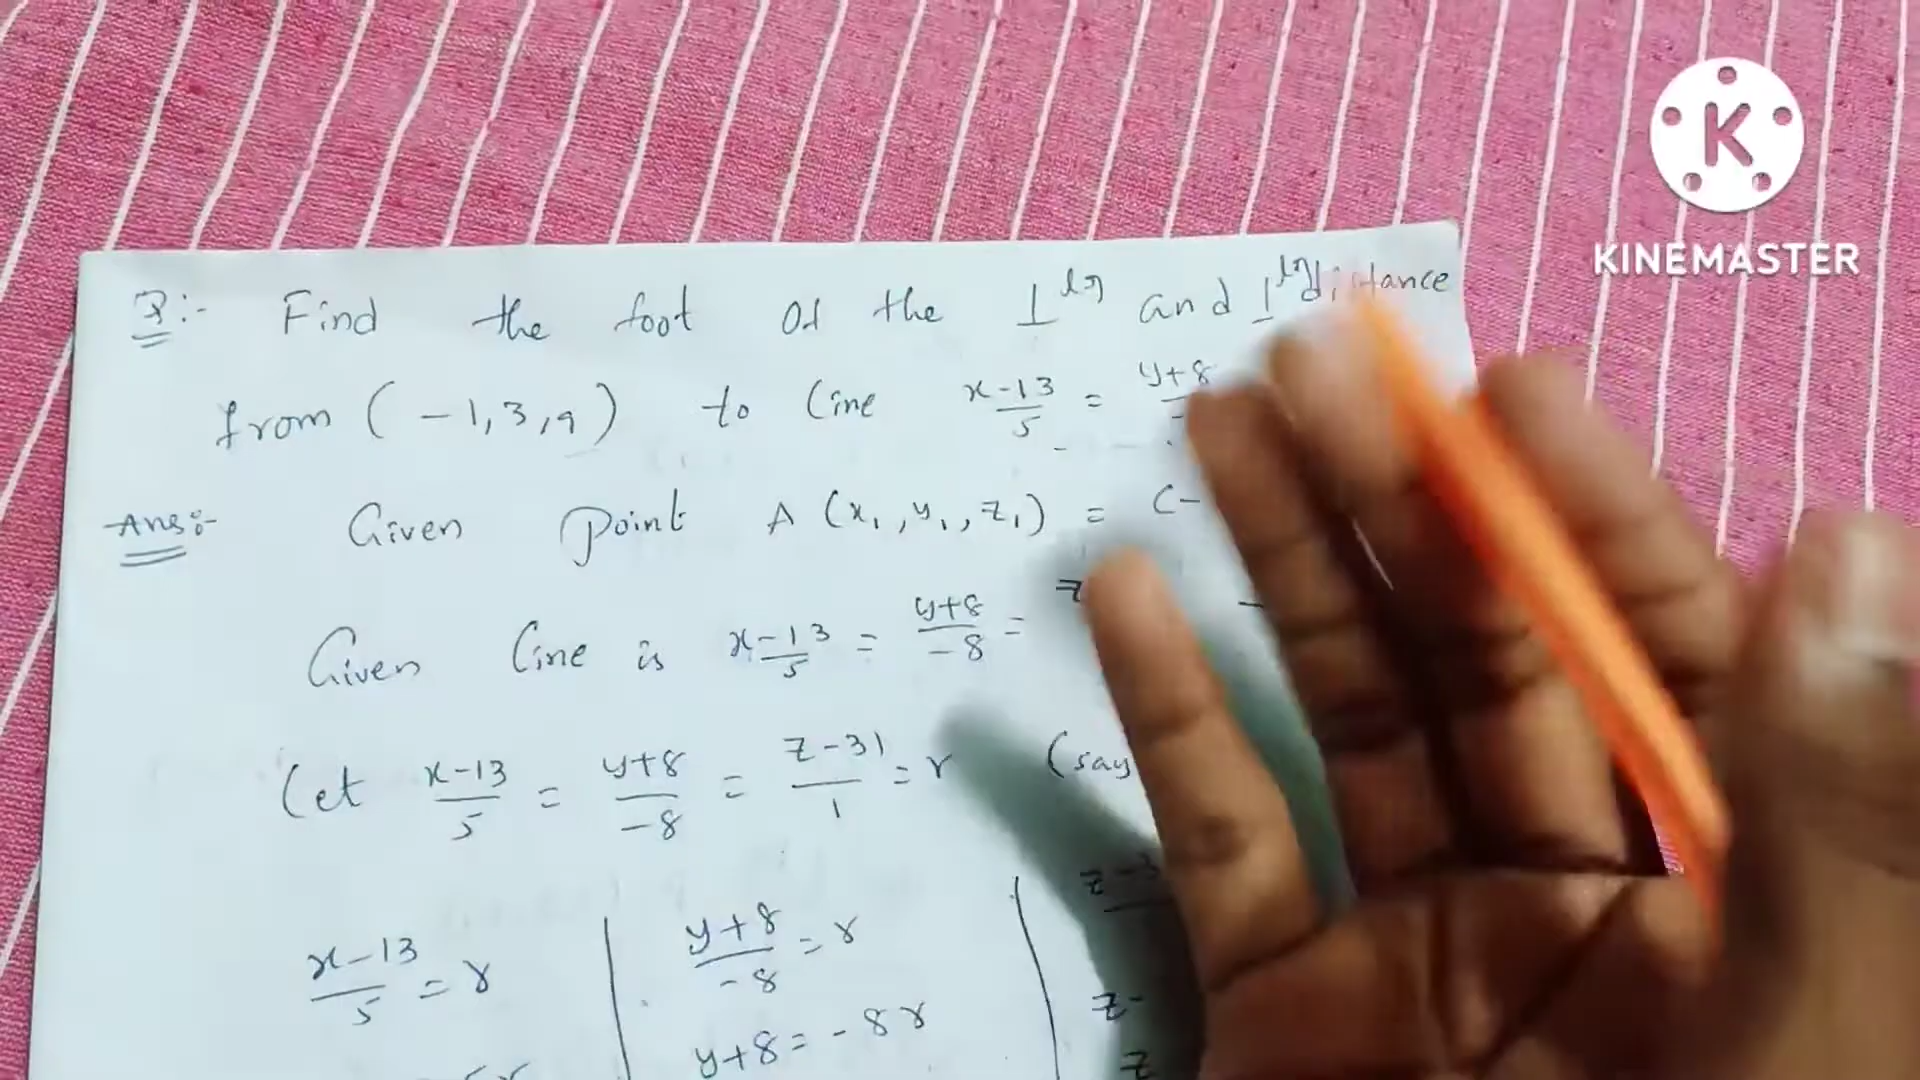 Q:- Find the foot of the ⊥lr and ⊥lr distance
from (-1,3,9) to line x-13/5 = y+8/
Ans:- Given point A (x₁, y₁, z₁) = (-
Given line is x-13/5 = y+8/-8 = z
Let x-13/5 = y+8/-8 = z-31/1 = r (say
x-13/5 = r
y+8/-8 = r
y+8 = -8r
z-3
z-
z
K
KINEMASTER